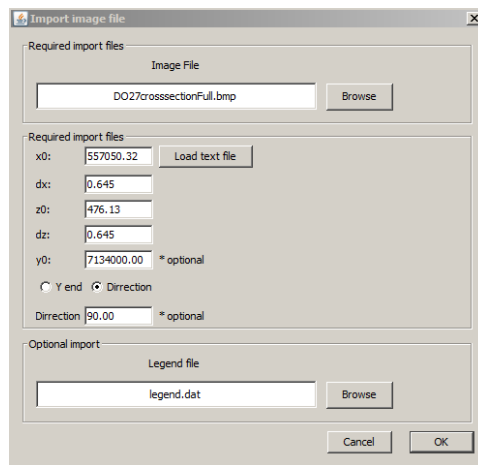 Import image file
Required import files
Image File
DO27crosssectionFull.bmp Browse
Required import files
x0: 557050.32 Load text file
dx: 0.645
z0: 476.13
dz: 0.645
y0: 7134000.00 * optional
Y end Dirrection
Dirrection 90.00 * optional
Optional import
Legend file
legend.dat Browse
Cancel OK